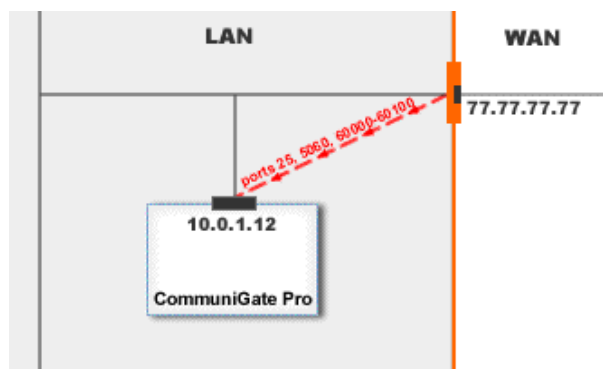 LAN
WAN
77.77.77.77
ports 25, 5060, 60000-60100
10.0.1.12
CommuniGate Pro